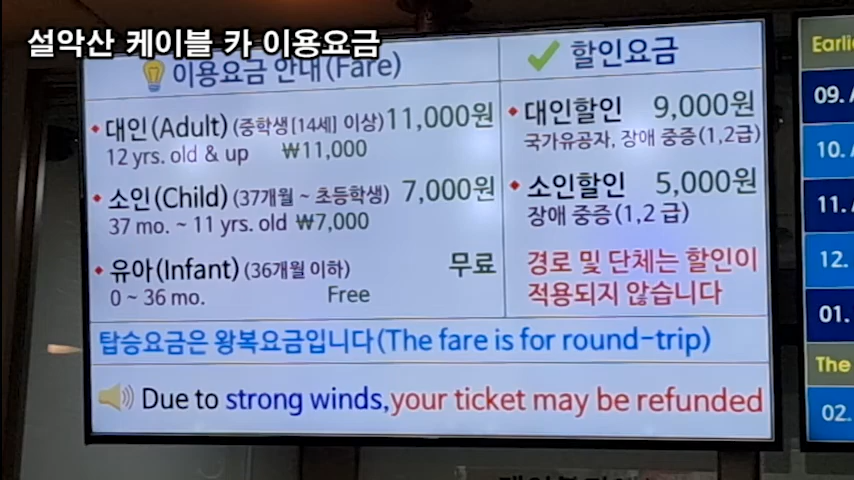 설악산 케이블 카 이용요금
이용요금 안내(Fare)
대인(Adult) (중학생[14세] 이상) 11,000원
12 yrs. old & up ₩11,000
소인(Child) (37개월 ~ 초등학생) 7,000원
37 mo. ~ 11 yrs. old ₩7,000
유아(Infant) (36개월 이하) 무료
0 ~ 36 mo. Free
할인요금
대인할인 9,000원
국가유공자, 장애 중증(1,2급)
소인할인 5,000원
장애 중증(1,2 급)
경로 및 단체는 할인이
적용되지 않습니다
탑승요금은 왕복요금입니다(The fare is for round-trip)
Due to strong winds,your ticket may be refunded
09.
10.
11.
12.
01.
The
02.